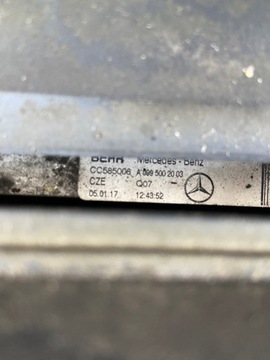 BEHR Mercedes-Benz
CC585006 A 099 500 20 03
CZE Q07
05.01.17 12:43:52